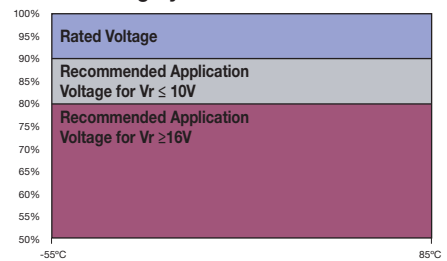 100%
95%
Rated Voltage
90%
Recommended Application
85%
Voltage for Vr ≤ 10V
80%
Recommended Application
75%
Voltage for Vr ≥16V
70%
65%
60%
55%
50%
-55ºC
85ºC